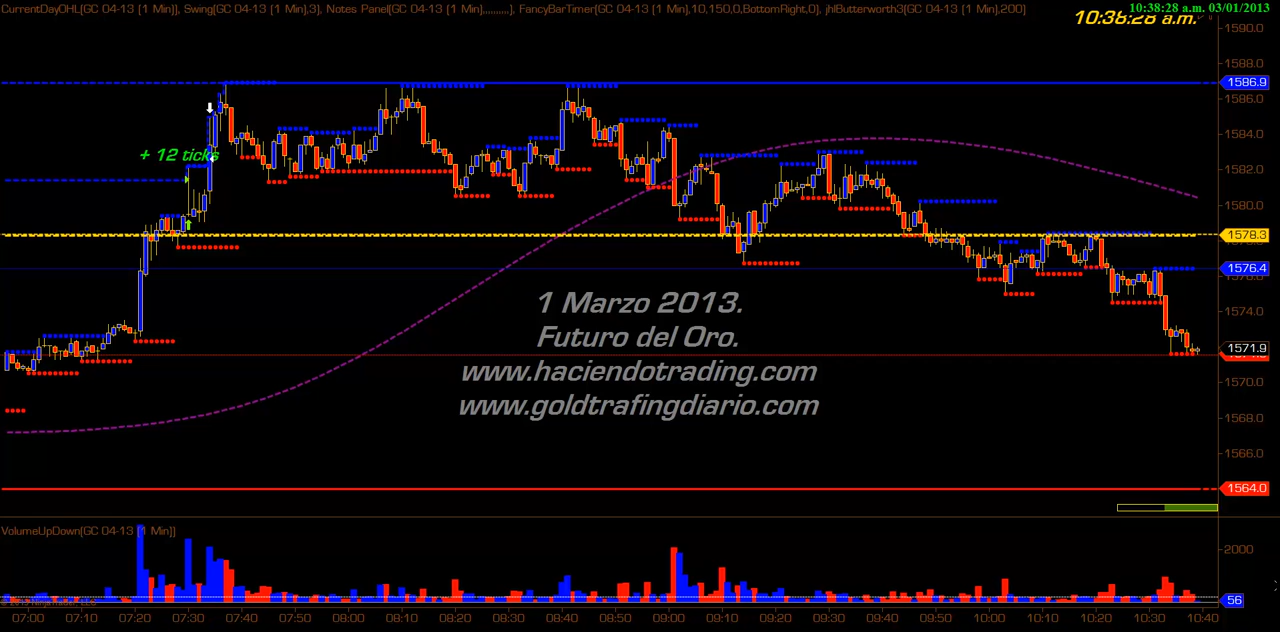 CurrentDayOHL(GC 04-13 (1 Min)), Swing(GC 04-13 (1 Min),3), Notes Panel(GC 04-13 (1 Min),,,,,,,,,,), FancyBarTimer(GC 04-13 (1 Min),10,150,0,BottomRight,0), jhlButterworth3(GC 04-13 (1 Min),200)
10:38:28 a.m. 03/01/2013
10:38:28 a.m.
1590.0
1588.0
1586.9
1586.0
1584.0
+ 12 ticks
1582.0
1580.0
1578.3
1576.4
1 Marzo 2013.
1574.0
Futuro del Oro.
1571.9
www.haciendotrading.com
1570.0
www.goldtrafingdiario.com
1568.0
1566.0
1564.0
VolumeUpDown(GC 04-13 (1 Min))
2000
56
07:00 07:10 07:20 07:30 07:40 07:50 08:00 08:10 08:20 08:30 08:40 08:50 09:00 09:10 09:20 09:30 09:40 09:50 10:00 10:10 10:20 10:30 10:40